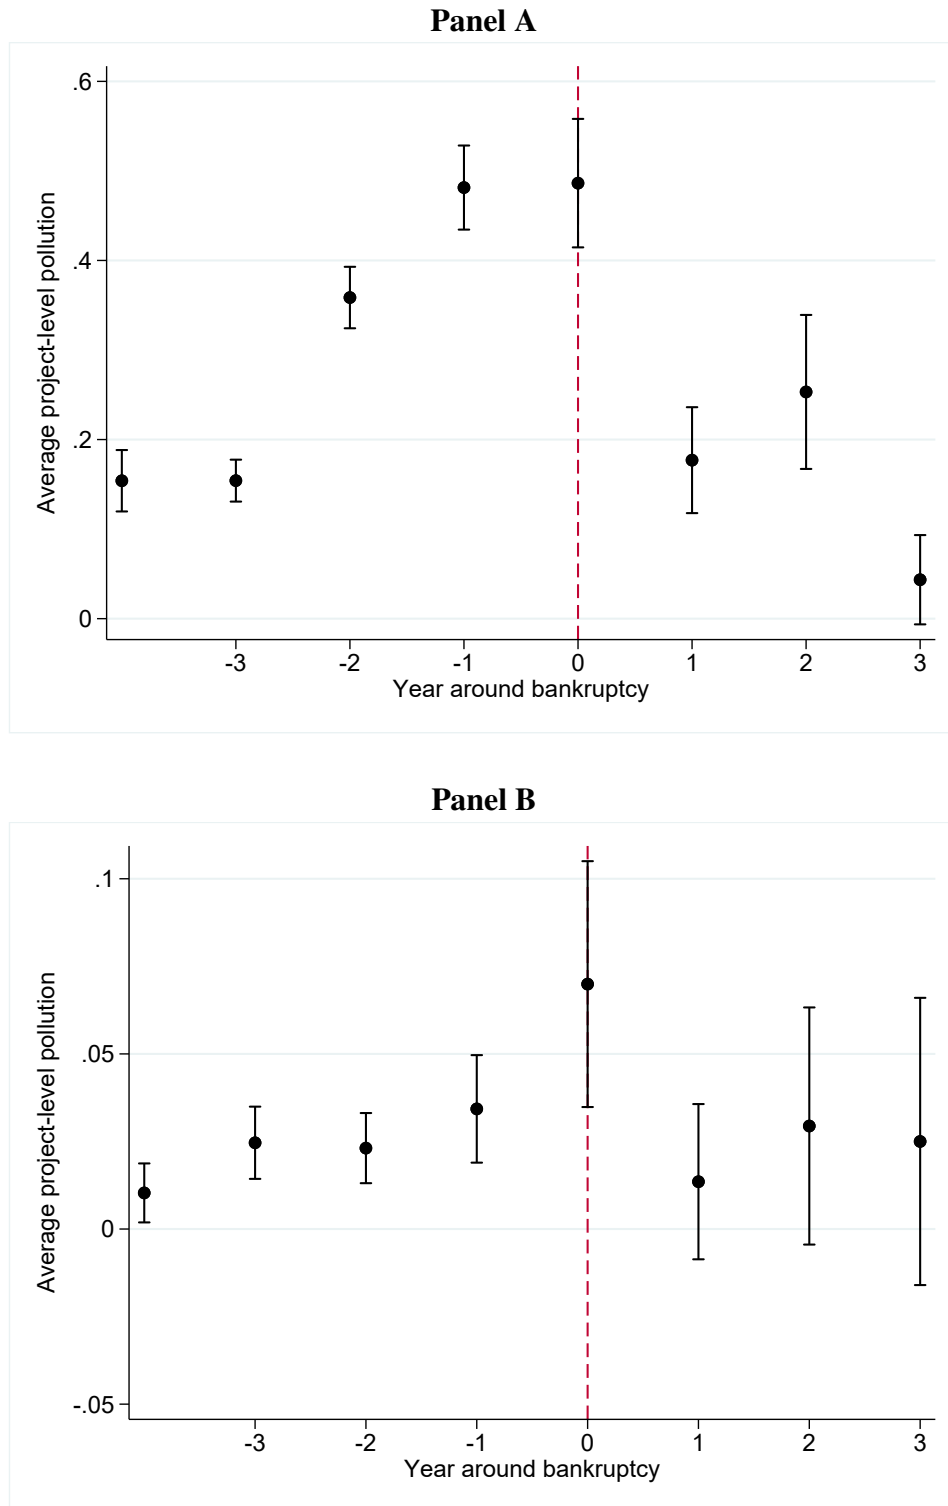 Panel A
Average project-level pollution
.6
.4
.2
0
-3 -2 -1 0 1 2 3
Year around bankruptcy
Panel B
Average project-level pollution
.1
.05
0
-.05
-3 -2 -1 0 1 2 3
Year around bankruptcy